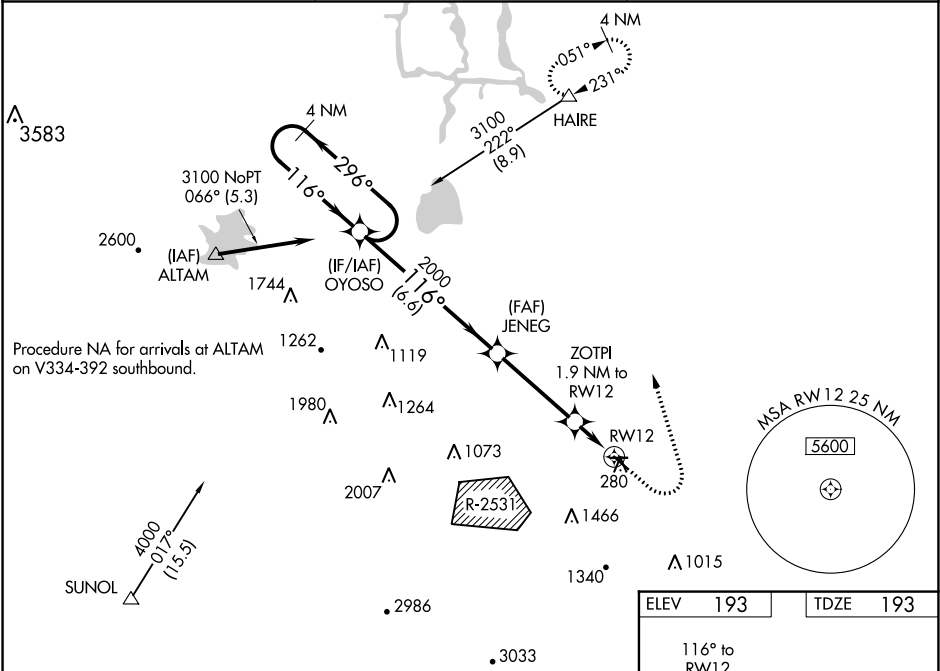 4 NM
051°
231°
HAIRE
3100
222°
(8.9)
3583
4 NM
296°
116°
3100 NoPT
066° (5.3)
2600
(IAF)
ALTAM
(IF/IAF)
OYOSO
2000
116°
(6.6)
1744
(FAF)
JENEG
Procedure NA for arrivals at ALTAM
on V334-392 southbound.
1262
1119
ZOTPI
1.9 NM to
RW12
1980
1264
MSA RW12 25 NM
5600
RW12
1073
280
2007
R-2531
1466
4000
017°
(15.5)
1015
1340
SUNOL
2986
ELEV 193
TDZE 193
116° to
RW12
3033